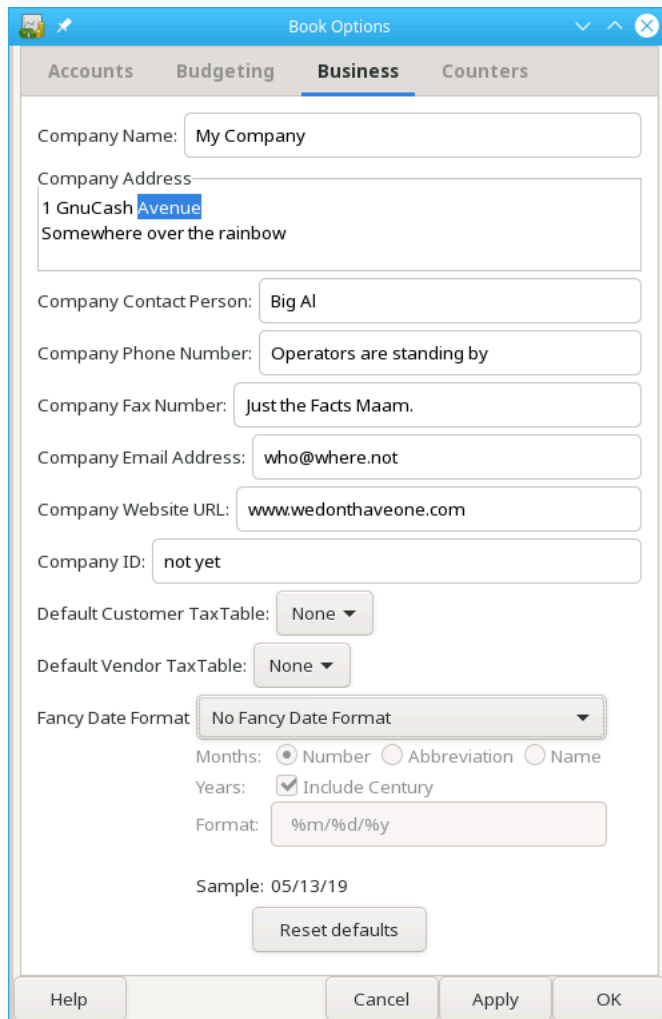 Book Options
Accounts Budgeting Business Counters
Company Name: My Company
Company Address
1 GnuCash Avenue
Somewhere over the rainbow
Company Contact Person: Big Al
Company Phone Number: Operators are standing by
Company Fax Number: Just the Facts Maam.
Company Email Address: who@where.not
Company Website URL: www.wedonthaveone.com
Company ID: not yet
Default Customer TaxTable: None
Default Vendor TaxTable: None
Fancy Date Format No Fancy Date Format
Months: Number Abbreviation Name
Years: Include Century
Format: %m/%d/%y
Sample: 05/13/19
Reset defaults
Help Cancel Apply OK